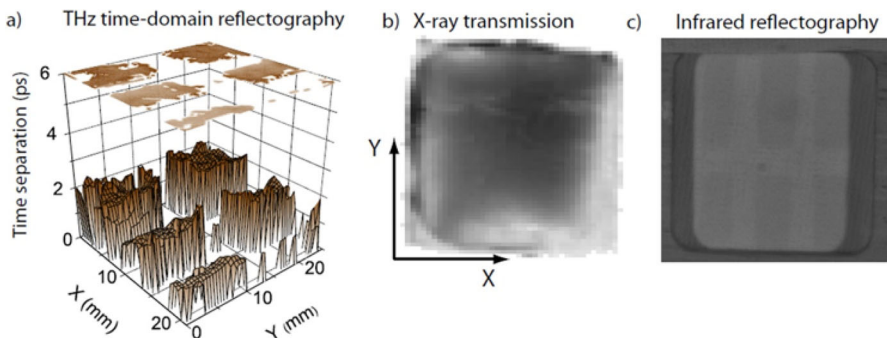 a) THz time-domain reflectography
b) X-ray transmission
c) Infrared reflectography
Time separation (ps)
6
4
2
0
10
20
X (mm)
0
10
20
Y (mm)
Y
X